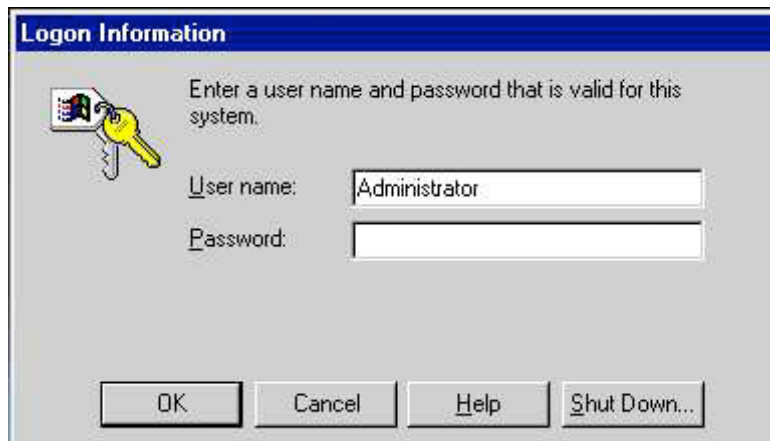 Logon Information
Enter a user name and password that is valid for this
system.
User name: Administrator
Password:
OK Cancel Help Shut Down...